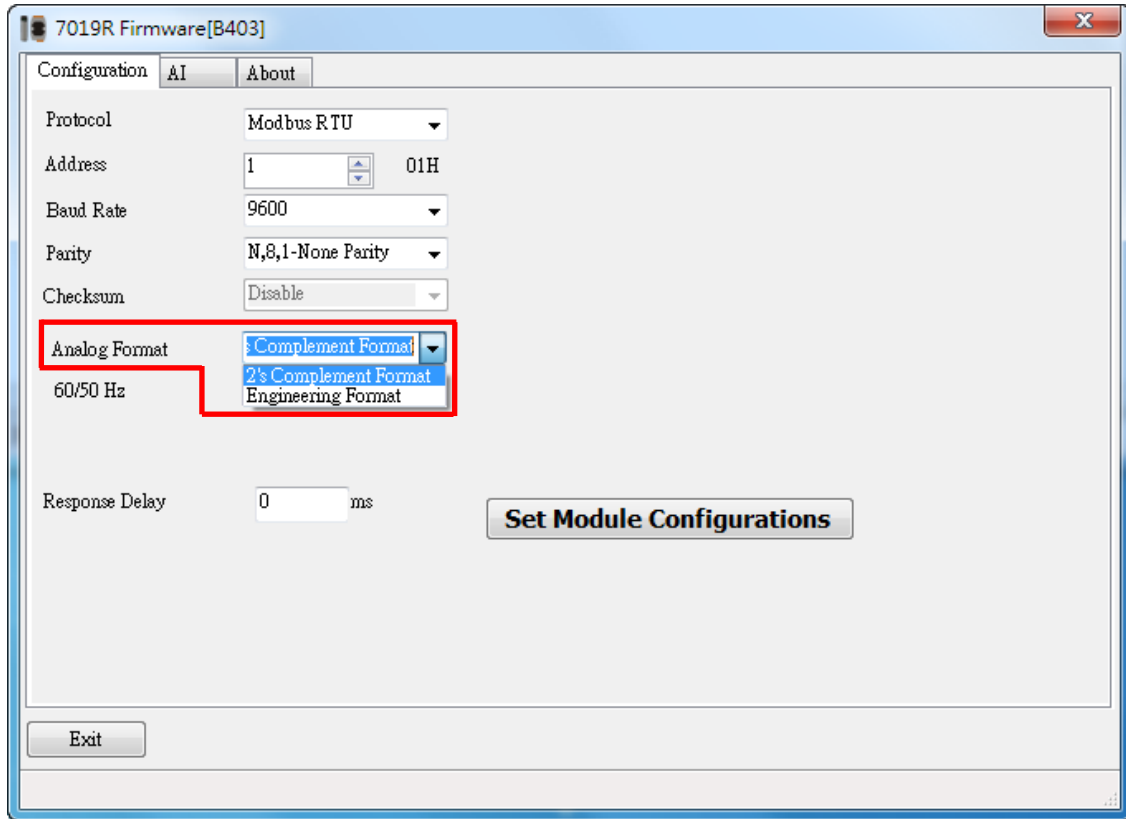 7019R Firmware[B403]
Configuration AI About
Protocol Modbus RTU
Address 1 01H
Baud Rate 9600
Parity N,8,1-None Parity
Checksum Disable
Analog Format s Complement Format
2's Complement Format
60/50 Hz Engineering Format
Response Delay 0 ms
Set Module Configurations
Exit